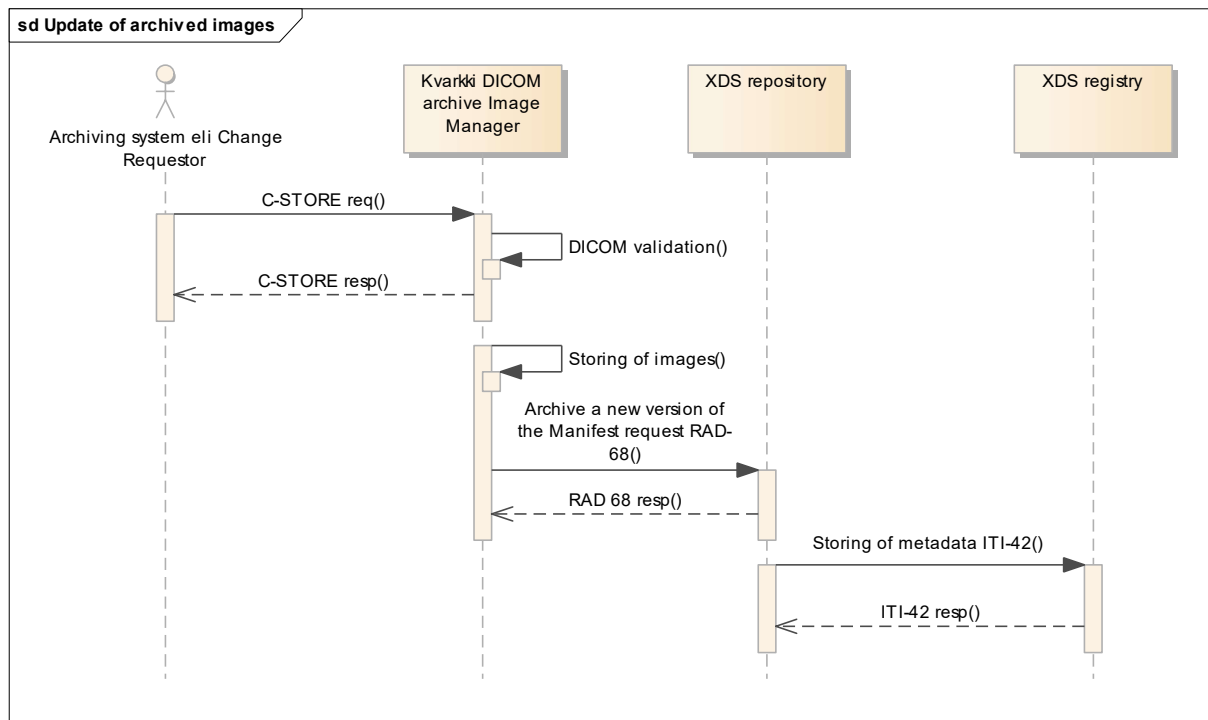 sd Update of archived images
Archiving system eli Change
Requestor
Kvarkki DICOM
archive Image
Manager
XDS repository
XDS registry
C-STORE req()
DICOM validation()
C-STORE resp()
Storing of images()
Archive a new version of
the Manifest request RAD-
68()
RAD 68 resp()
Storing of metadata ITI-42()
ITI-42 resp()